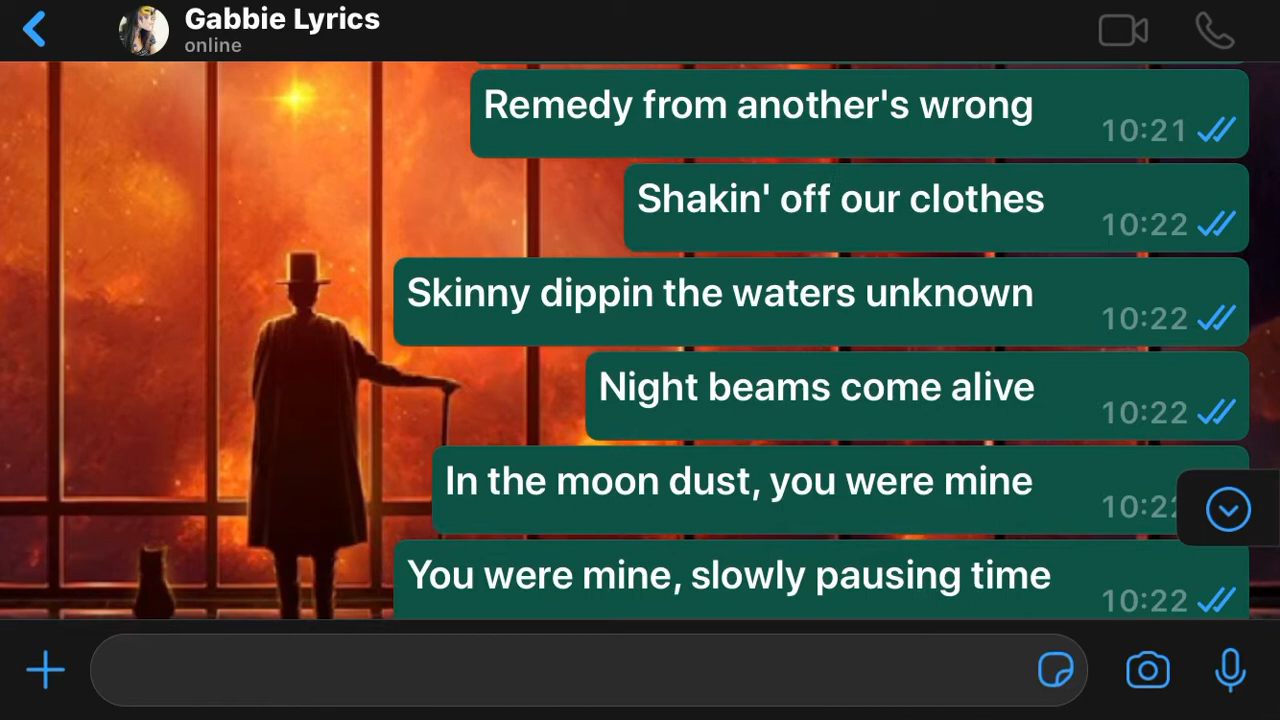 Gabbie Lyrics
online
Remedy from another's wrong
10:21
Shakin' off our clothes
10:22
Skinny dippin the waters unknown
10:22
Night beams come alive
10:22
In the moon dust, you were mine
10:22
You were mine, slowly pausing time
10:22